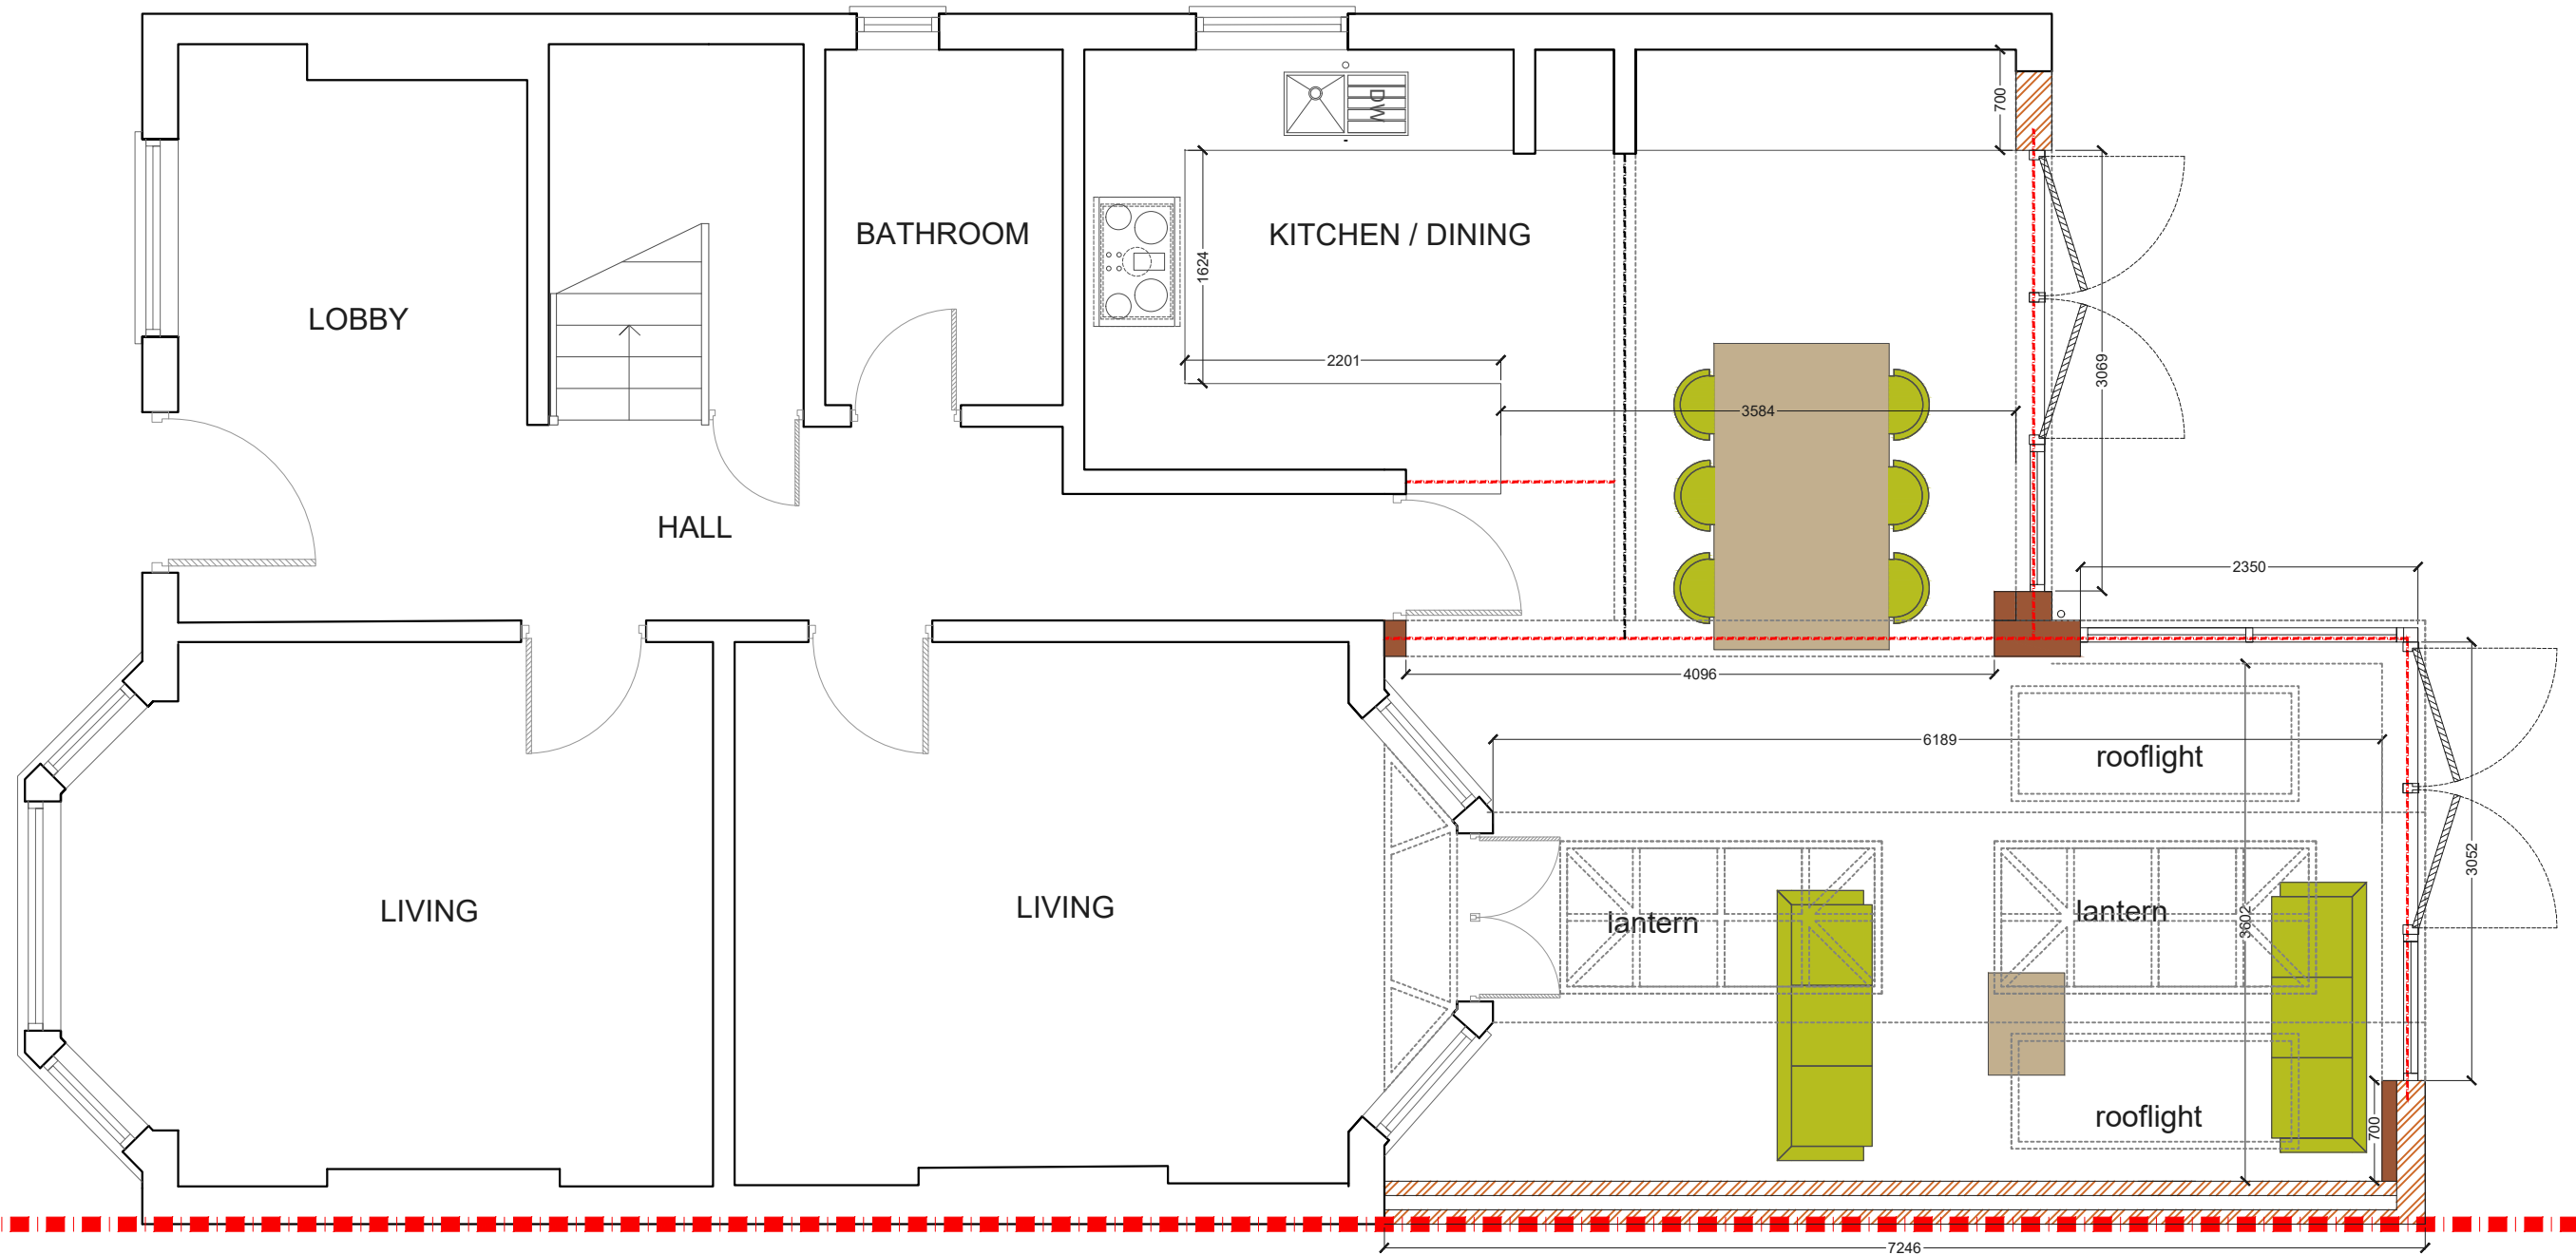 DW
700
BATHROOM
KITCHEN / DINING
1624
LOBBY
2201
3069
3584
HALL
2350
4096
6189
rooflight
3052
LIVING
LIVING
lantern
lantern
3602
rooflight
700
7246